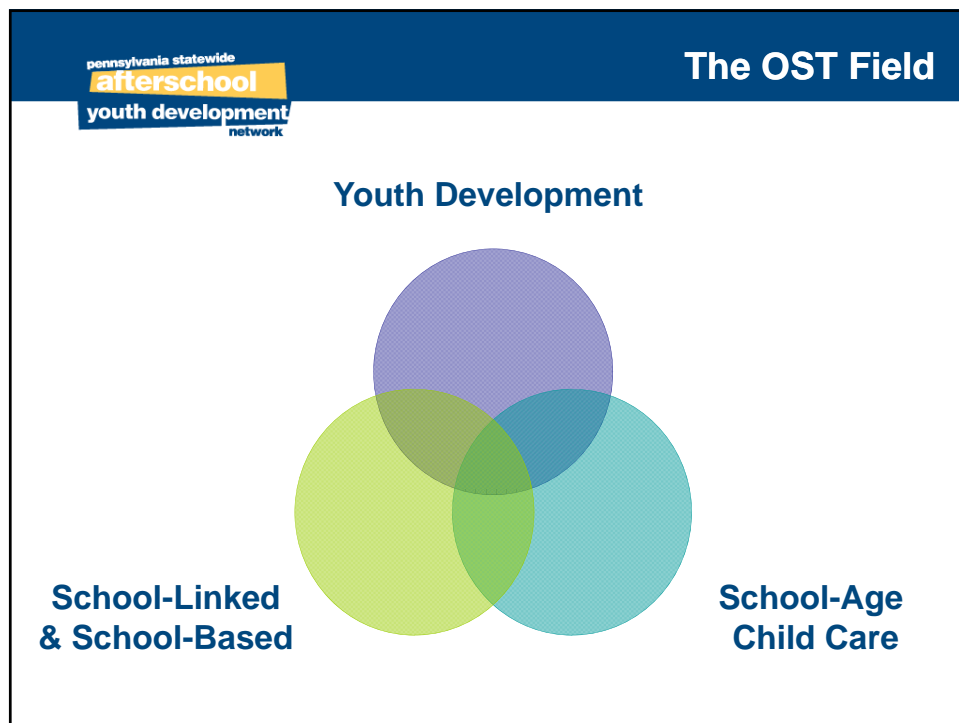 pennsylvania statewide
afterschool
youth development
network
The OST Field
Youth Development
School-Linked
& School-Based
School-Age
Child Care